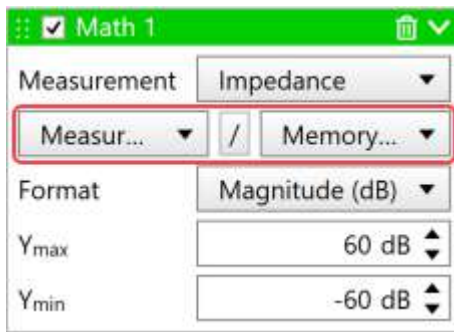 Math 1
Measurement Impedance
Measur... / Memory...
Format Magnitude (dB)
Ymax 60 dB
Ymin -60 dB